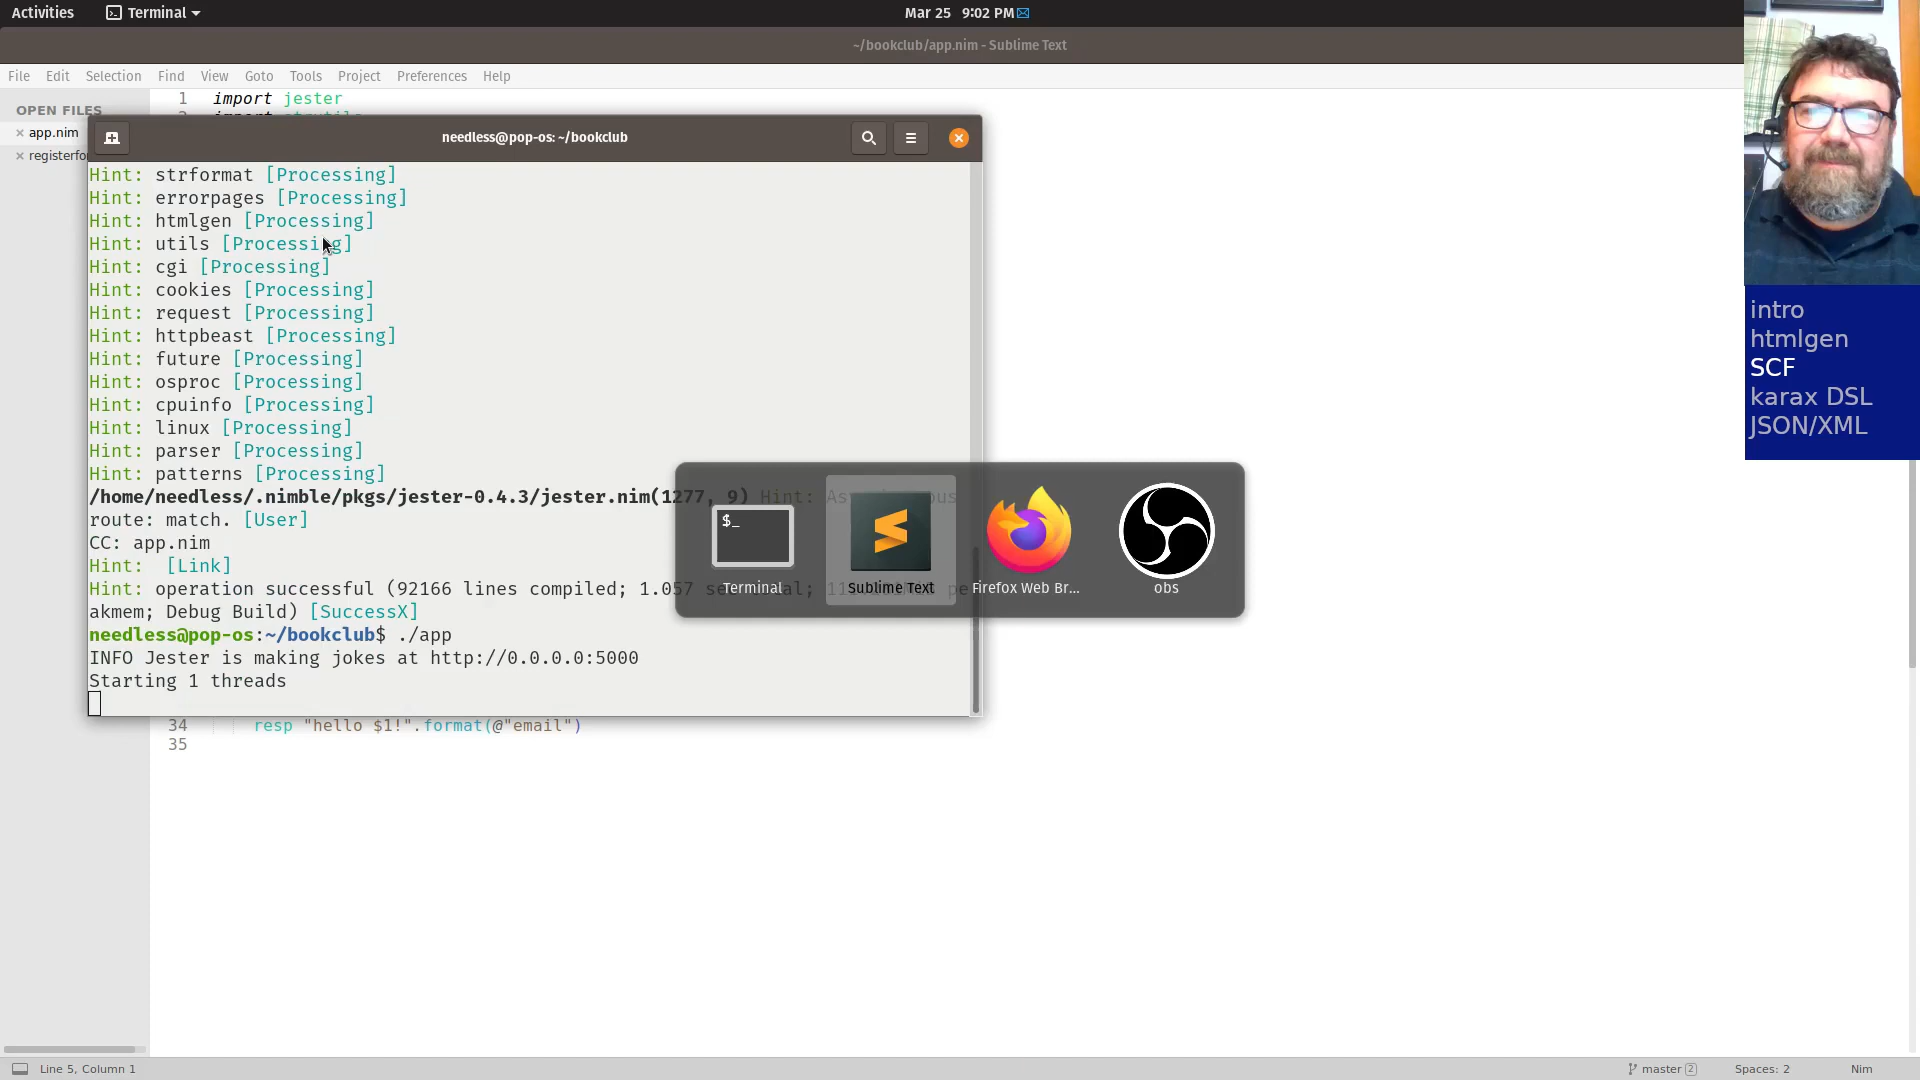 Activities
Terminal
Mar 25 9:02 PM
~/bookclub/app.nim - Sublime Text
File Edit Selection Find View Goto Tools Project Preferences Help
OPEN FILES
app.nim
registerfo
1 import jester
needless@pop-os: ~/bookclub
Hint: strformat [Processing]
Hint: errorpages [Processing]
Hint: htmlgen [Processing]
Hint: utils [Processing]
Hint: cgi [Processing]
Hint: cookies [Processing]
Hint: request [Processing]
Hint: httpbeast [Processing]
Hint: future [Processing]
Hint: osproc [Processing]
Hint: cpuinfo [Processing]
Hint: linux [Processing]
Hint: parser [Processing]
Hint: patterns [Processing]
/home/needless/.nimble/pkgs/jester-0.4.3/jester.nim(1277, 9) Hint:
route: match. [User]
CC: app.nim
Hint: [Link]
Hint: operation successful (92166 lines compiled; 1.057
akmem; Debug Build) [SuccessX]
needless@pop-os:~/bookclub$ ./app
INFO Jester is making jokes at http://0.0.0.0:5000
Starting 1 threads
34 resp "hello $1!".format(@"email")
35
$_
Terminal
Sublime Text
Firefox Web Br...
obs
intro
htmlgen
SCF
karax DSL
JSON/XML
Line 5, Column 1
master 2
Spaces: 2
Nim